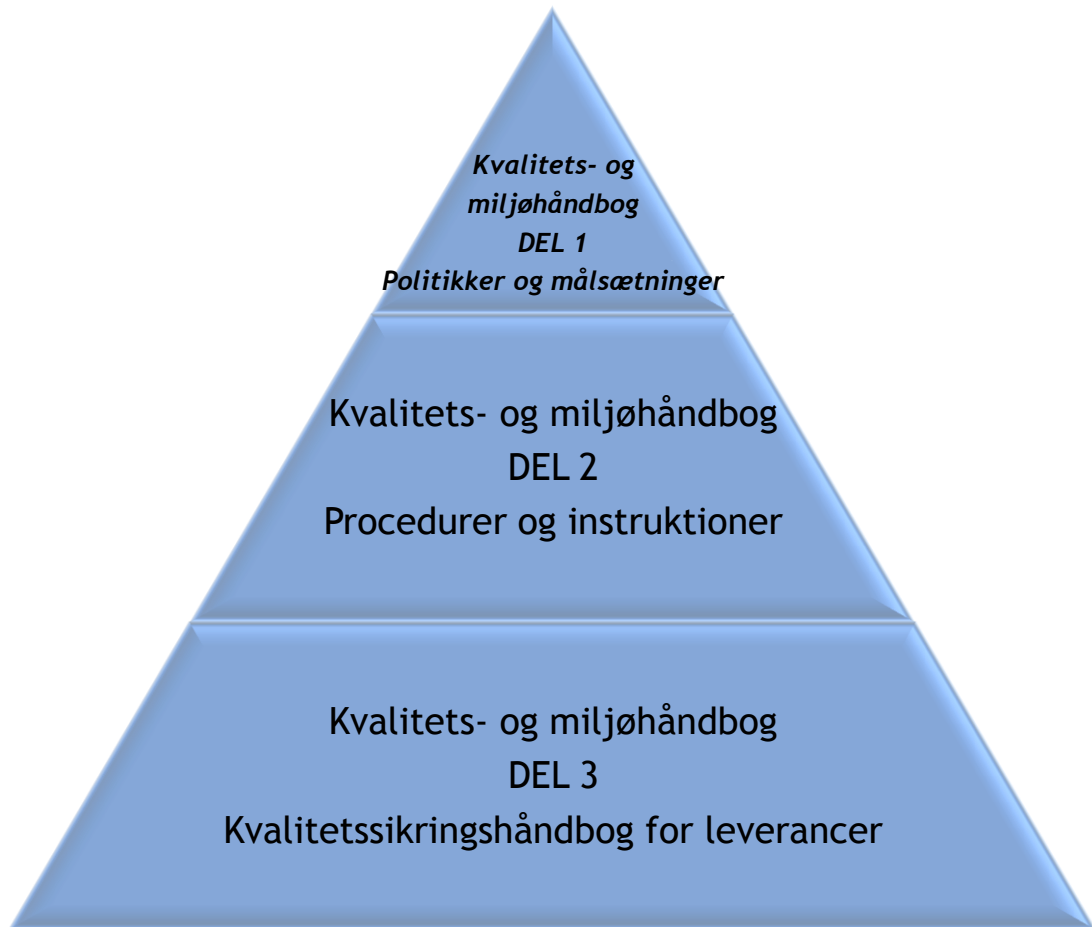 Kvalitets- og
miljøhåndbog
DEL 1
Politikker og målsætninger
Kvalitets- og miljøhåndbog
DEL 2
Procedurer og instruktioner
Kvalitets- og miljøhåndbog
DEL 3
Kvalitetssikringshåndbog for leverancer